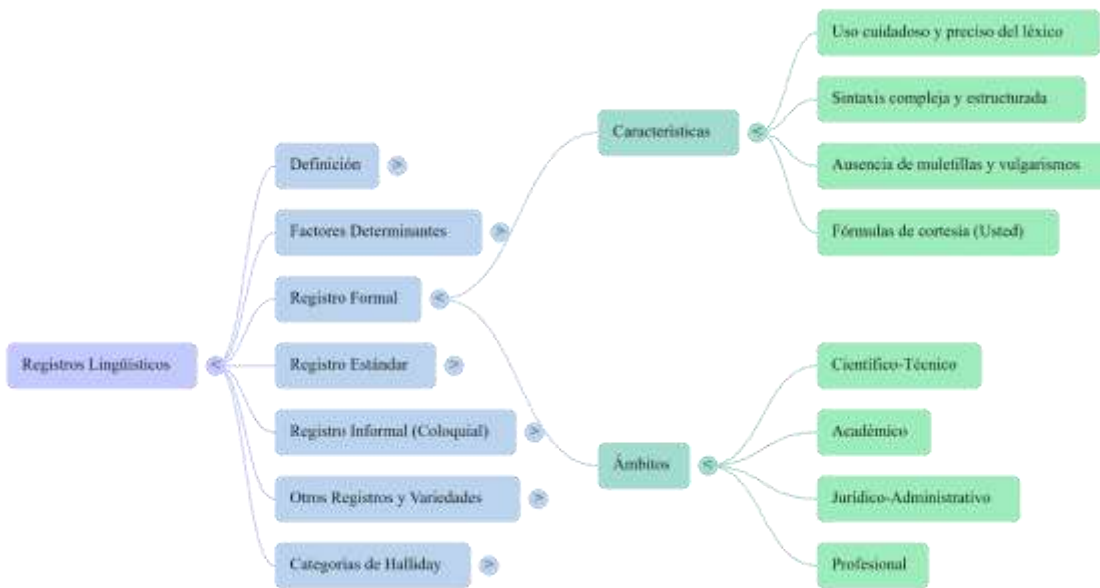 Registros Lingüísticos
Definición
Factores Determinantes
Registro Formal
Registro Estándar
Registro Informal (Coloquial)
Otros Registros y Variedades
Categorías de Halliday
Características
Ámbitos
Uso cuidadoso y preciso del léxico
Sintaxis compleja y estructurada
Ausencia de muletillas y vulgarismos
Fórmulas de cortesía (Usted)
Científico-Técnico
Académico
Jurídico-Administrativo
Profesional